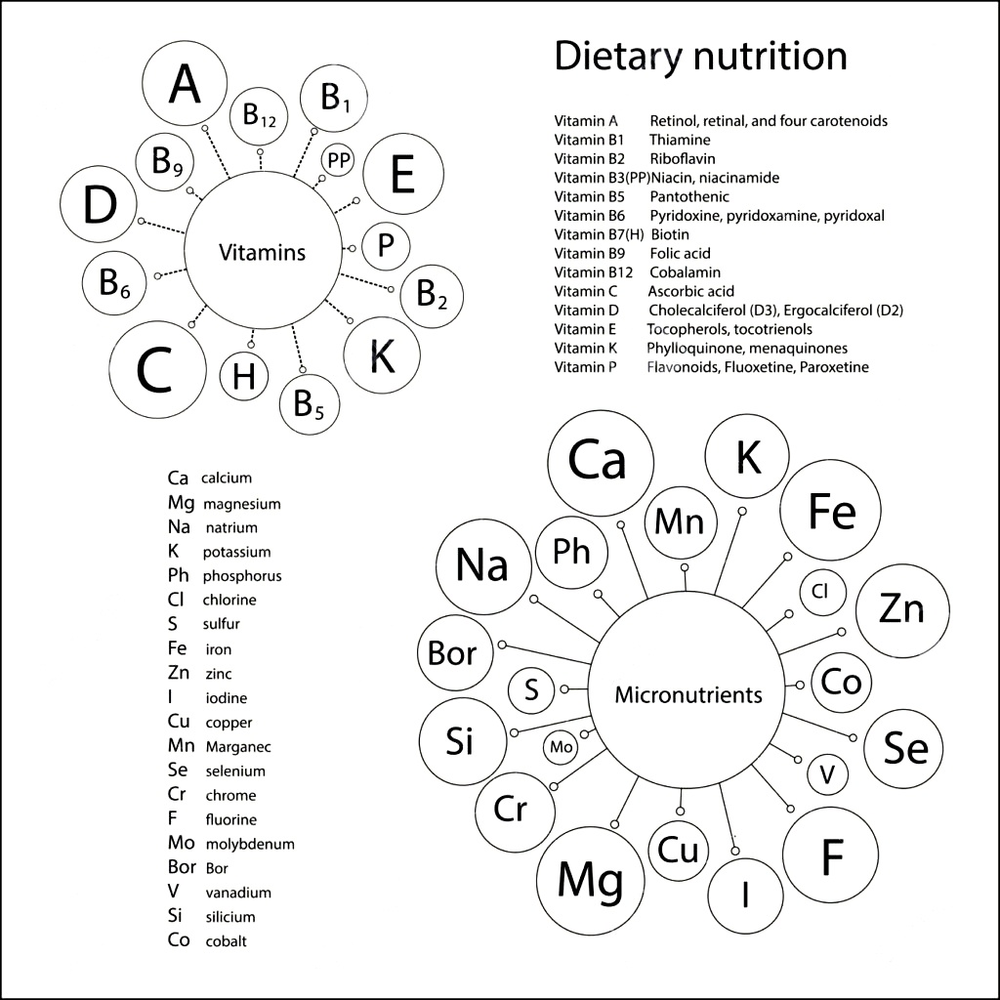 Dietary nutrition
A
B12
B1
B9
PP
E
D
Vitamins
P
B6
B2
C
H
K
B5
Vitamin A Retinol, retinal, and four carotenoids
Vitamin B1 Thiamine
Vitamin B2 Riboflavin
Vitamin B3(PP)Niacin, niacinamide
Vitamin B5 Pantothenic
Vitamin B6 Pyridoxine, pyridoxamine, pyridoxal
Vitamin B7(H) Biotin
Vitamin B9 Folic acid
Vitamin B12 Cobalamin
Vitamin C Ascorbic acid
Vitamin D Cholecalciferol (D3), Ergocalciferol (D2)
Vitamin E Tocopherols, tocotrienols
Vitamin K Phylloquinone, menaquinones
Vitamin P Flavonoids, Fluoxetine, Paroxetine
Ca calcium
Mg magnesium
Na natrium
K potassium
Ph phosphorus
Cl chlorine
S sulfur
Fe iron
Zn zinc
I iodine
Cu copper
Mn Marganec
Se selenium
Cr chrome
F fluorine
Mo molybdenum
Bor Bor
V vanadium
Si silicium
Co cobalt
Ca
K
Mn
Fe
Na
Ph
Cl
Zn
Bor
S
Micronutrients
Co
Si
Mo
Se
V
Cr
Mg
Cu
I
F